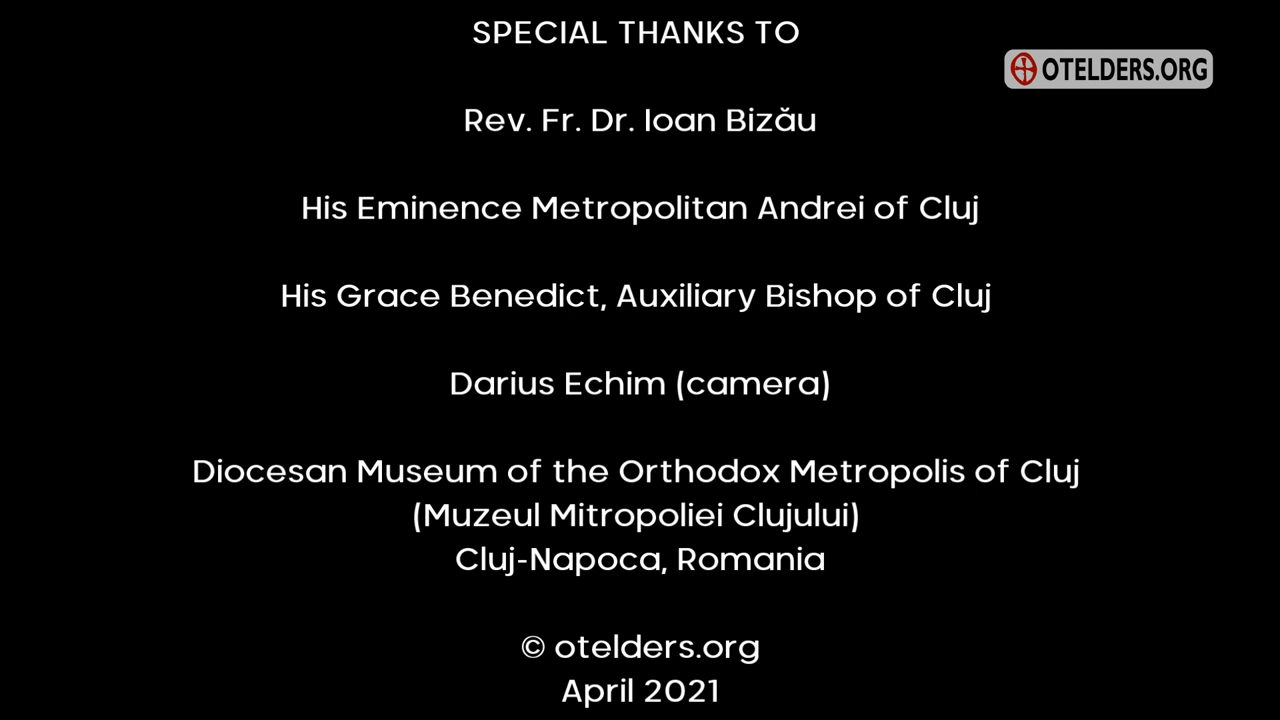 SPECIAL THANKS TO
OTELDERS.ORG
Rev. Fr. Dr. Ioan Bizău
His Eminence Metropolitan Andrei of Cluj
His Grace Benedict, Auxiliary Bishop of Cluj
Darius Echim (camera)
Diocesan Museum of the Orthodox Metropolis of Cluj
(Muzeul Mitropoliei Clujului)
Cluj-Napoca, Romania
© otelders.org
April 2021